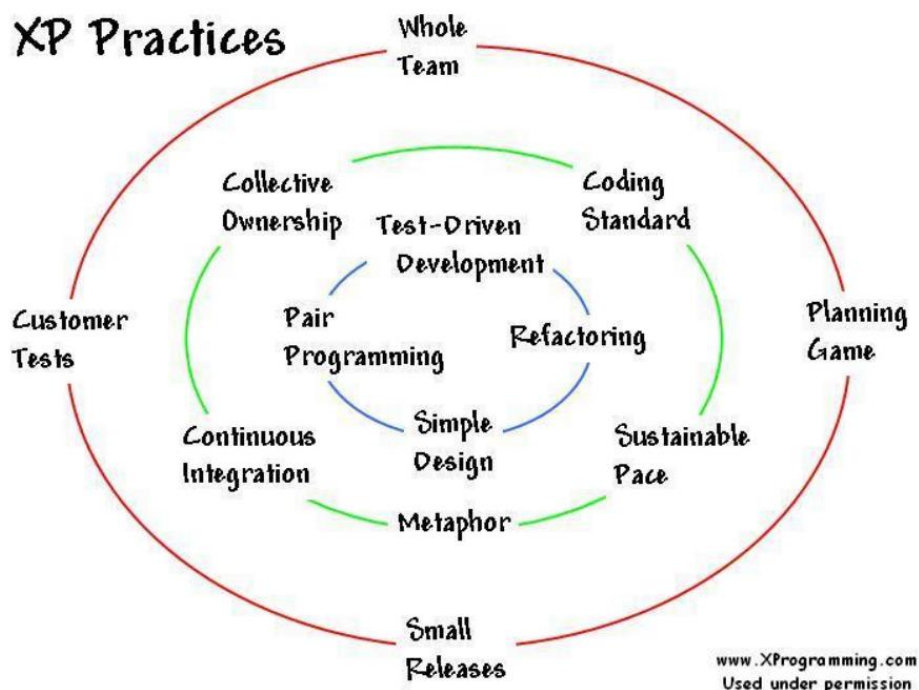 XP Practices
Whole
Team
Collective
Ownership
Coding
Standard
Test-Driven
Development
Customer
Tests
Pair
Programming
Refactoring
Planning
Game
Continuous
Integration
Simple
Design
Sustainable
Pace
Metaphor
Small
Releases
www.XProgramming.com
Used under permission